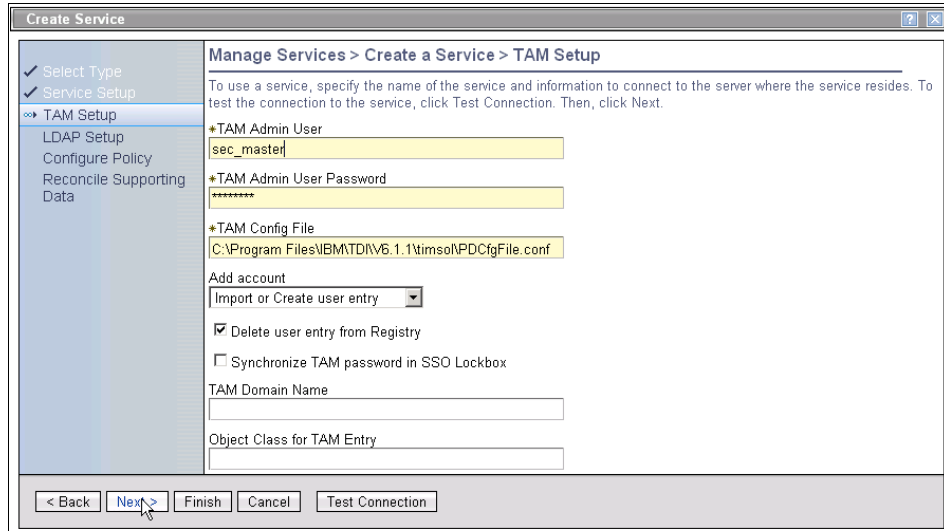 Create Service
? X
Select Type
Service Setup
TAM Setup
LDAP Setup
Configure Policy
Reconcile Supporting
Data
Manage Services > Create a Service > TAM Setup
To use a service, specify the name of the service and information to connect to the server where the service resides. To
test the connection to the service, click Test Connection. Then, click Next.
*TAM Admin User
sec_master
*TAM Admin User Password
********
*TAM Config File
C:\Program Files\IBM\TDI\V6.1.1\timsol\PDCfgFile.conf
Add account
Import or Create user entry
Delete user entry from Registry
Synchronize TAM password in SSO Lockbox
TAM Domain Name
Object Class for TAM Entry
< Back Next > Finish Cancel Test Connection